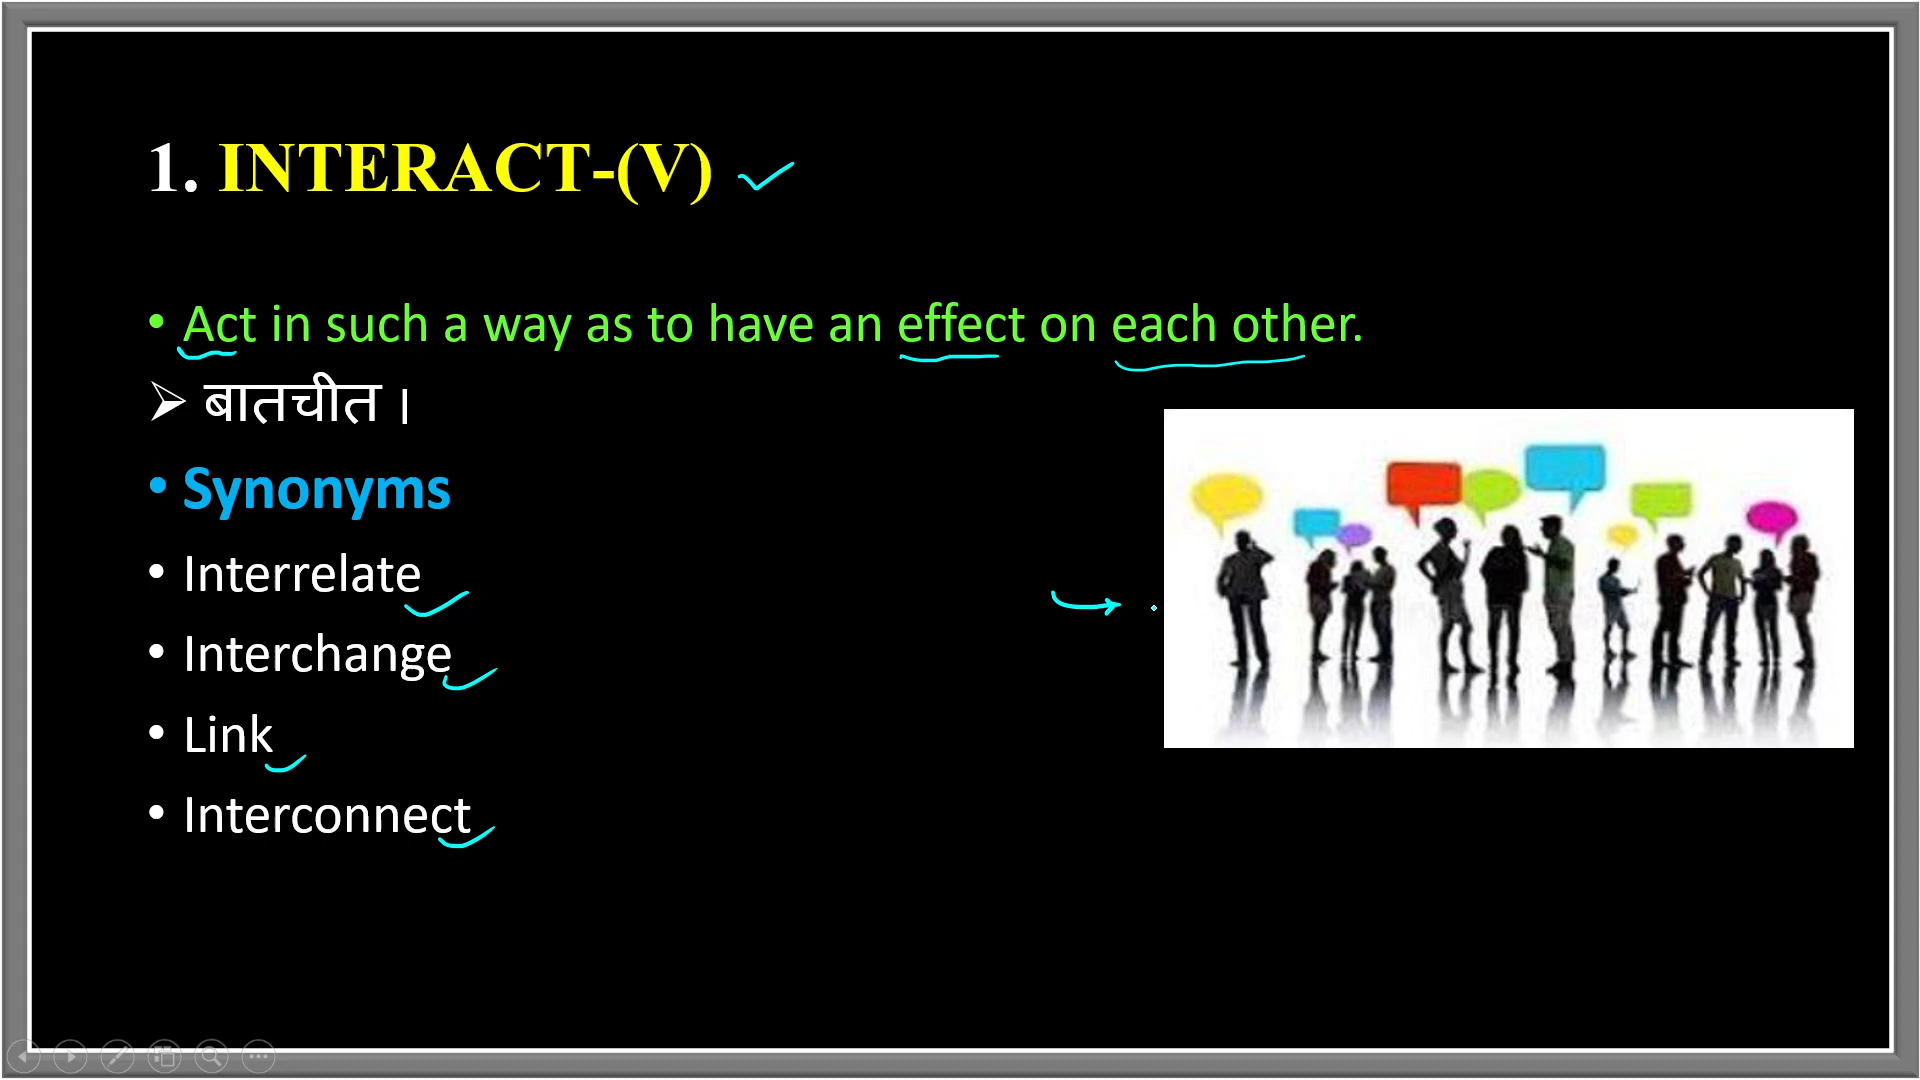 1. INTERACT-(V)
• Act in such a way as to have an effect on each other.
➢ बातचीत ।
• Synonyms
• Interrelate
• Interchange
• Link
• Interconnect